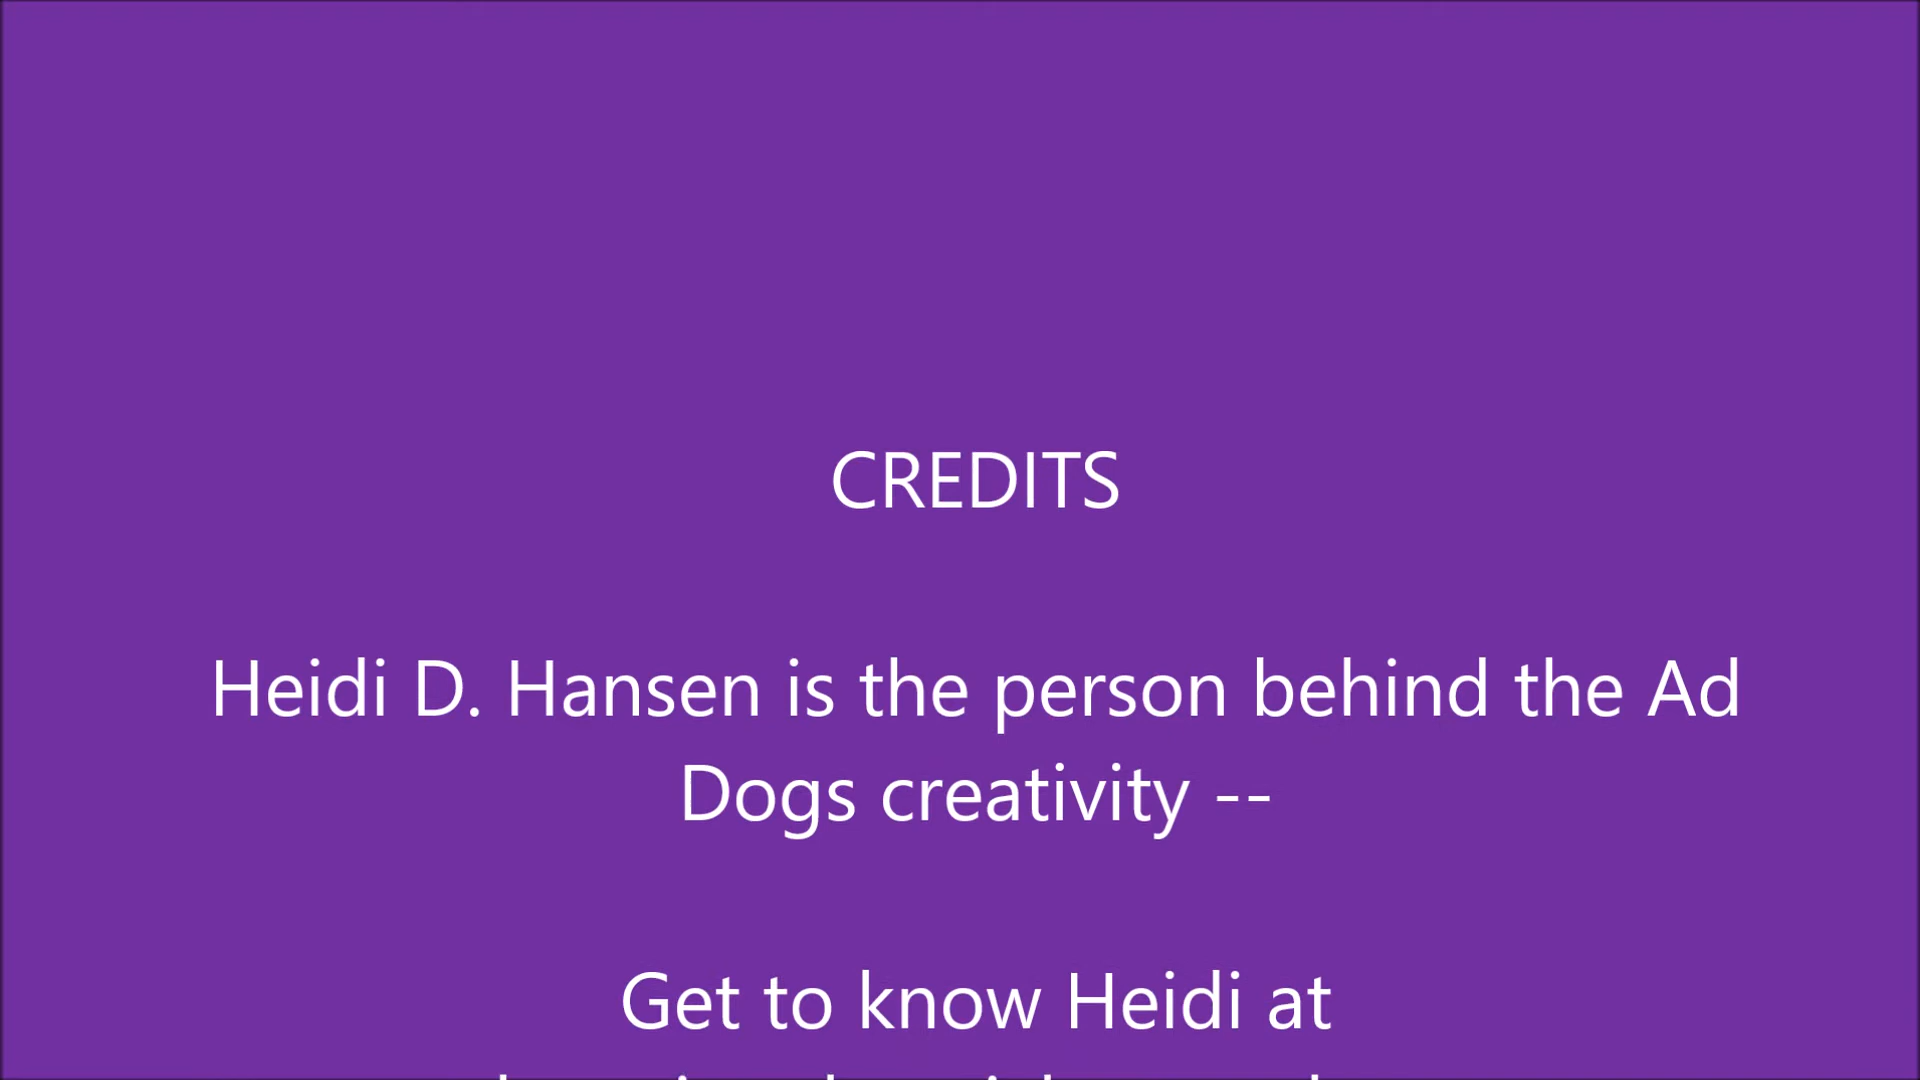 CREDITS
Heidi D. Hansen is the person behind the Ad
Dogs creativity --
Get to know Heidi at